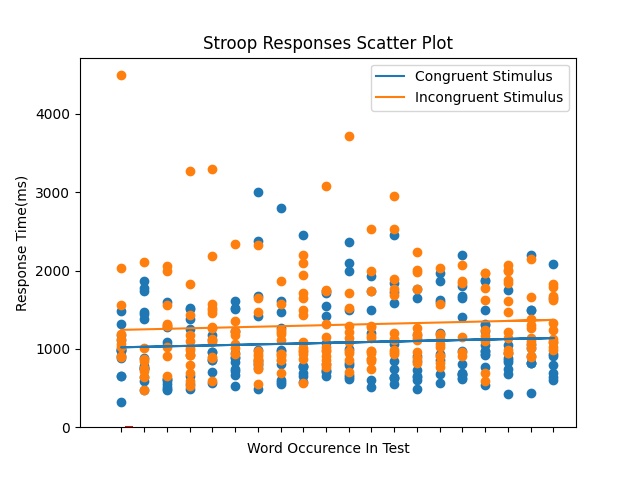 Stroop Responses Scatter Plot
Congruent Stimulus
Incongruent Stimulus
4000
3000
2000
1000
0
Response Time(ms)
Word Occurence In Test